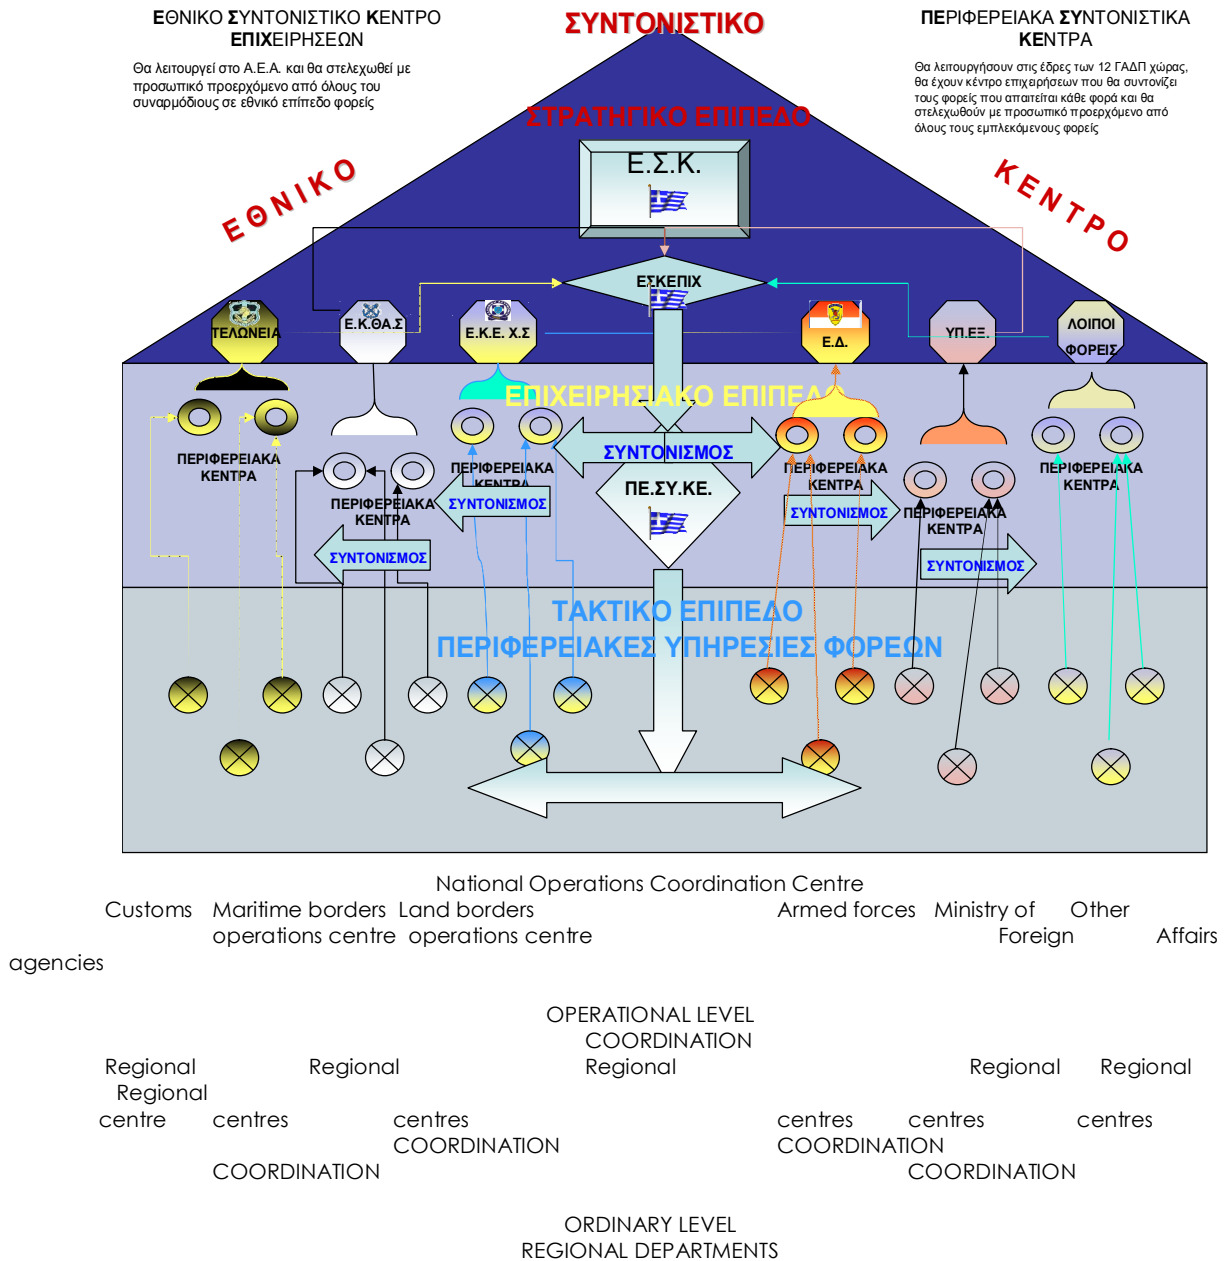 ΕΘΝΙΚΟ ΣΥΝΤΟΝΙΣΤΙΚΟ ΚΕΝΤΡΟ
ΕΠΙΧΕΙΡΗΣΕΩΝ
Θα λειτουργεί στο Α.Ε.Α. και θα στελεχωθεί με
προσωπικό προερχόμενο από όλους του
συναρμόδιους σε εθνικό επίπεδο φορείς
ΣΥΝΤΟΝΙΣΤΙΚΟ
ΠΕΡΙΦΕΡΕΙΑΚΑ ΣΥΝΤΟΝΙΣΤΙΚΑ
ΚΕΝΤΡΑ
Θα λειτουργήσουν στις έδρες των 12 ΓΑΔΠ χώρας,
θα έχουν κέντρο επιχειρήσεων που θα συντονίζει
τους φορείς που απαιτείται κάθε φορά και θα
στελεχωθούν με προσωπικό προερχόμενο από
όλους τους εμπλεκόμενους φορείς
ΕΘΝΙΚΟ
ΚΕΝΤΡΟ
ΣΤΡΑΤΗΓΙΚΟ ΕΠΙΠΕΔΟ
Ε.Σ.Κ.
ΕΣΚΕΠΙΧ
ΤΕΛΩΝΕΙΑ
Ε.Κ.ΘΑ.Σ
Ε.Κ.Ε. Χ.Σ
Ε.Δ.
ΥΠ.ΕΞ.
ΛΟΙΠΟΙ
ΦΟΡΕΙΣ
ΕΠΙΧΕΙΡΗΣΙΑΚΟ ΕΠΙΠΕΔΟ
ΣΥΝΤΟΝΙΣΜΟΣ
ΠΕΡΙΦΕΡΕΙΑΚΑ
ΚΕΝΤΡΑ
ΠΕΡΙΦΕΡΕΙΑΚΑ
ΚΕΝΤΡΑ
ΠΕΡΙΦΕΡΕΙΑΚΑ
ΚΕΝΤΡΑ
ΠΕΡΙΦΕΡΕΙΑΚΑ
ΚΕΝΤΡΑ
ΠΕΡΙΦΕΡΕΙΑΚΑ
ΚΕΝΤΡΑ
ΠΕΡΙΦΕΡΕΙΑΚΑ
ΚΕΝΤΡΑ
ΠΕ.ΣΥ.ΚΕ.
ΣΥΝΤΟΝΙΣΜΟΣ
ΣΥΝΤΟΝΙΣΜΟΣ
ΣΥΝΤΟΝΙΣΜΟΣ
ΣΥΝΤΟΝΙΣΜΟΣ
ΤΑΚΤΙΚΟ ΕΠΙΠΕΔΟ
ΠΕΡΙΦΕΡΕΙΑΚΕΣ ΥΠΗΡΕΣΙΕΣ ΦΟΡΕΩΝ
National Operations Coordination Centre
Customs Maritime borders Land borders Armed forces Ministry of Other
operations centre operations centre Foreign Affairs
agencies
OPERATIONAL LEVEL
COORDINATION
Regional Regional Regional Regional Regional
Regional
centre centres centres centres centres centres
COORDINATION COORDINATION
COORDINATION COORDINATION
ORDINARY LEVEL
REGIONAL DEPARTMENTS